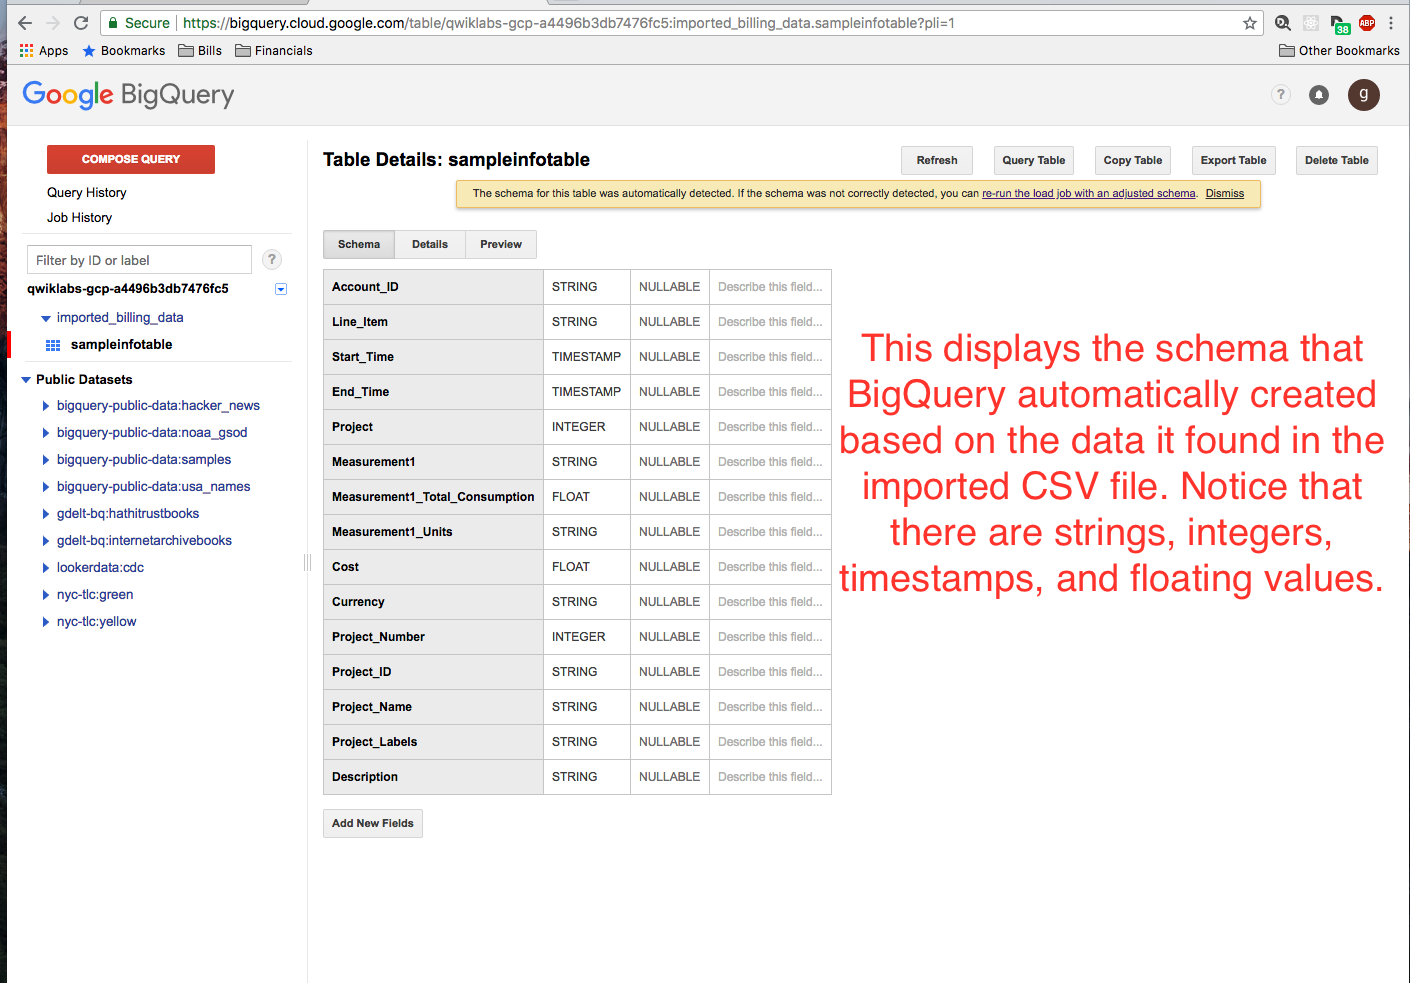 Secure https://bigquery.cloud.google.com/table/qwiklabs-gcp-a4496b3db7476fc5:imported_billing_data.sampleinfotable?pli=1
38
ABP
Apps Bookmarks Bills Financials Other Bookmarks
Google BigQuery
? g
COMPOSE QUERY
Query History
Job History
Filter by ID or label ?
qwiklabs-gcp-a4496b3db7476fc5
imported_billing_data
sampleinfotable
Public Datasets
bigquery-public-data:hacker_news
bigquery-public-data:noaa_gsod
bigquery-public-data:samples
bigquery-public-data:usa_names
gdelt-bq:hathitrustbooks
gdelt-bq:internetarchivebooks
lookerdata:cdc
nyc-tlc:green
nyc-tlc:yellow
Table Details: sampleinfotable
Refresh Query Table Copy Table Export Table Delete Table
The schema for this table was automatically detected. If the schema was not correctly detected, you can re-run the load job with an adjusted schema. Dismiss
Schema Details Preview
Account_ID STRING NULLABLE Describe this field...
Line_Item STRING NULLABLE Describe this field...
Start_Time TIMESTAMP NULLABLE Describe this field...
End_Time TIMESTAMP NULLABLE Describe this field...
Project INTEGER NULLABLE Describe this field...
Measurement1 STRING NULLABLE Describe this field...
Measurement1_Total_Consumption FLOAT NULLABLE Describe this field...
Measurement1_Units STRING NULLABLE Describe this field...
Cost FLOAT NULLABLE Describe this field...
Currency STRING NULLABLE Describe this field...
Project_Number INTEGER NULLABLE Describe this field...
Project_ID STRING NULLABLE Describe this field...
Project_Name STRING NULLABLE Describe this field...
Project_Labels STRING NULLABLE Describe this field...
Description STRING NULLABLE Describe this field...
Add New Fields
This displays the schema that
BigQuery automatically created
based on the data it found in the
imported CSV file. Notice that
there are strings, integers,
timestamps, and floating values.